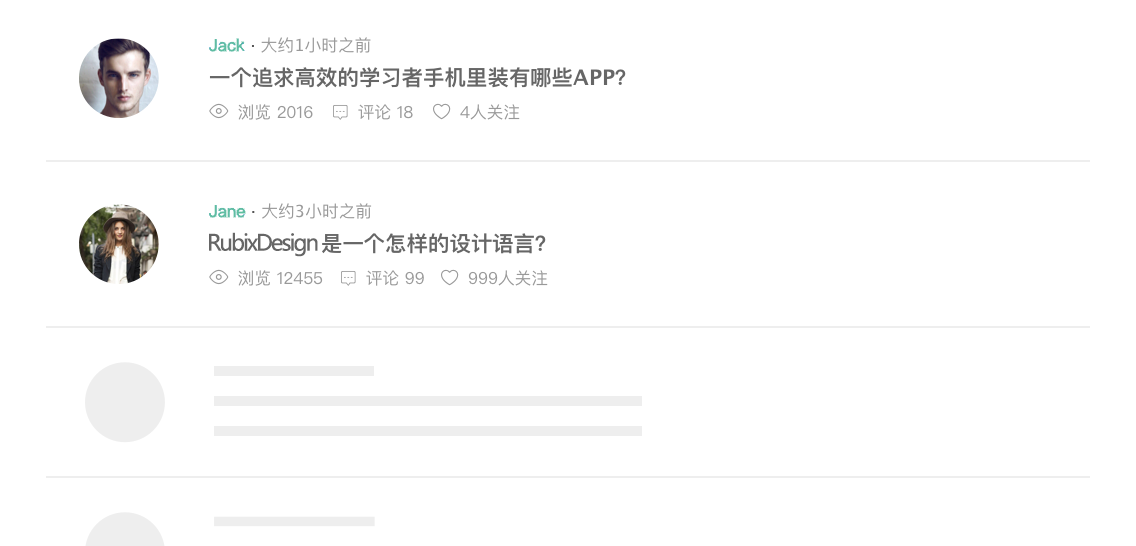 Jack · 大约1小时之前
一个追求高效的学习者手机里装有哪些APP?
浏览 2016 评论 18 4人关注
Jane · 大约3小时之前
RubixDesign 是一个怎样的设计语言?
浏览 12455 评论 99 999人关注